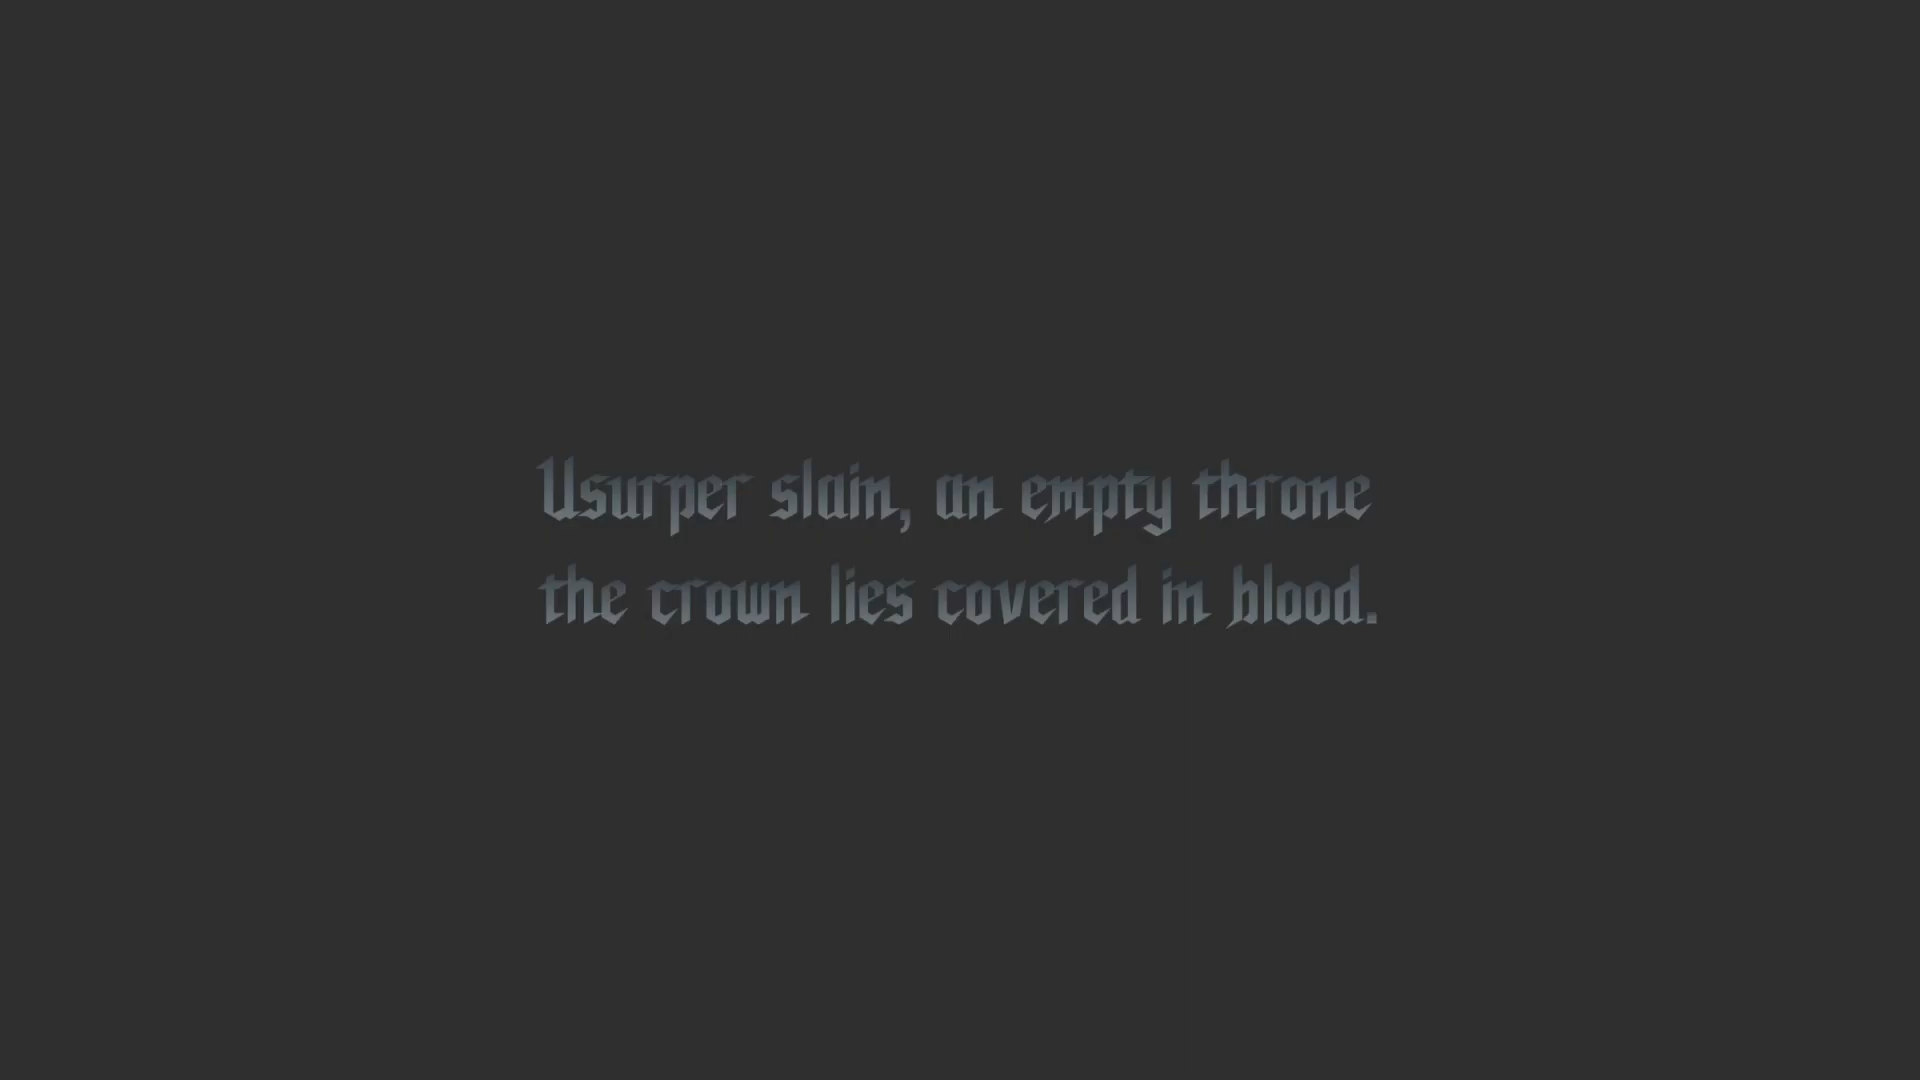 Usurper slain, an empty throne
the crown lies covered in blood.